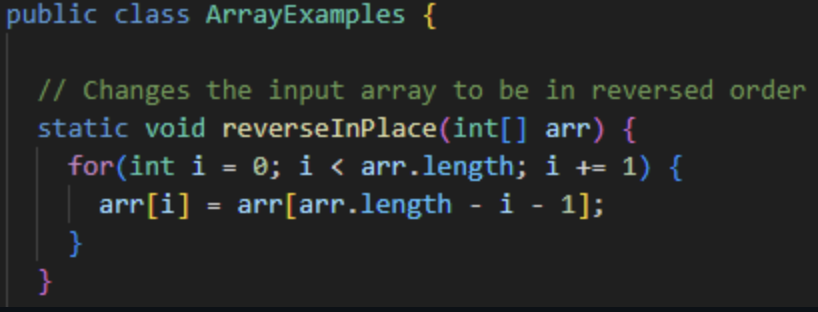 public class ArrayExamples {
// Changes the input array to be in reversed order
static void reverseInPlace(int[] arr) {
for(int i = 0; i < arr.length; i += 1) {
arr[i] = arr[arr.length - i - 1];
}
}